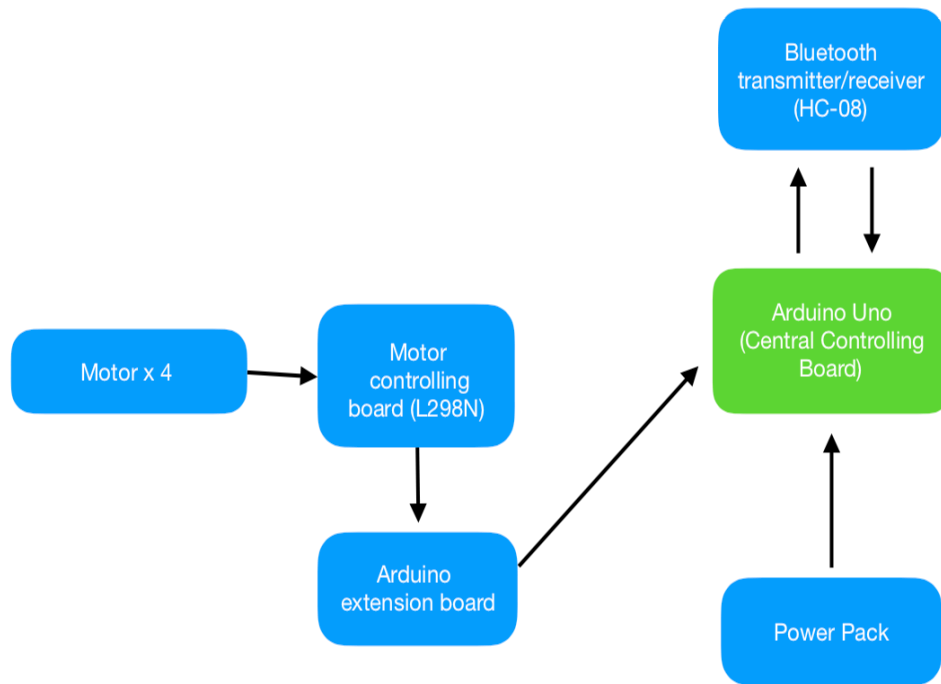 Bluetooth
transmitter/receiver
(HC-08)
Arduino Uno
(Central Controlling
Board)
Motor x 4
Motor
controlling
board (L298N)
Arduino
extension board
Power Pack